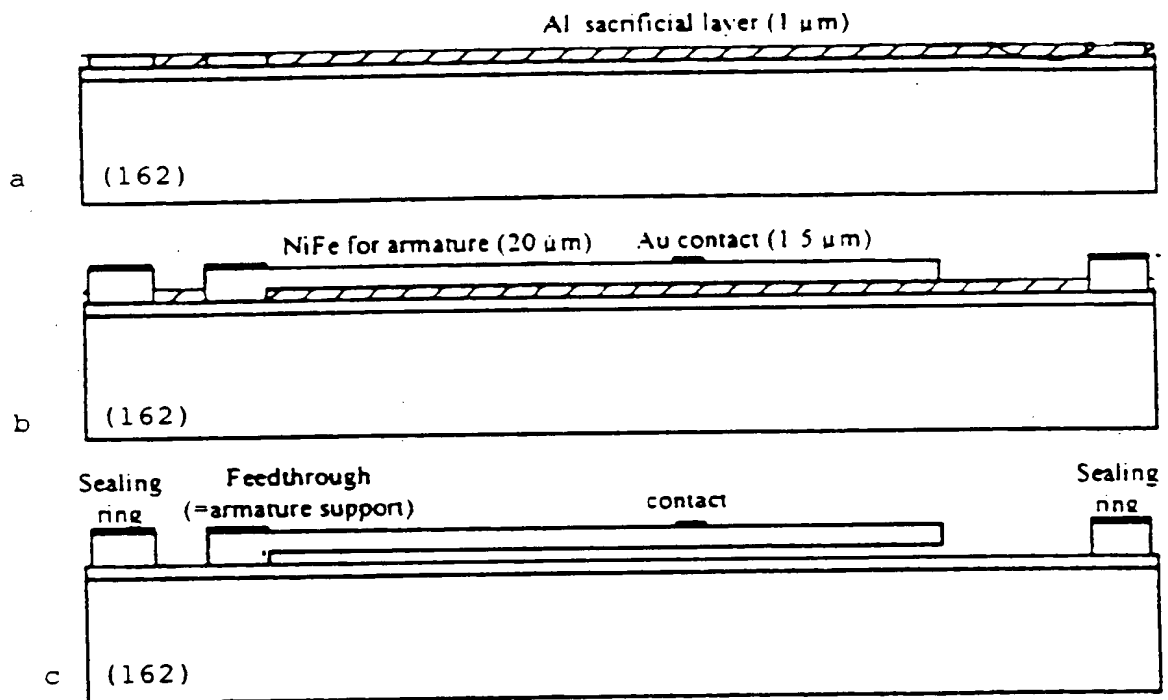 Al sacrificial layer (1 µm)
a
(162)
NiFe for armature (20 µm)
Au contact (1 5 µm)
b
(162)
Sealing
ring
Feedthrough
(=armature support)
contact
Sealing
ring
c
(162)